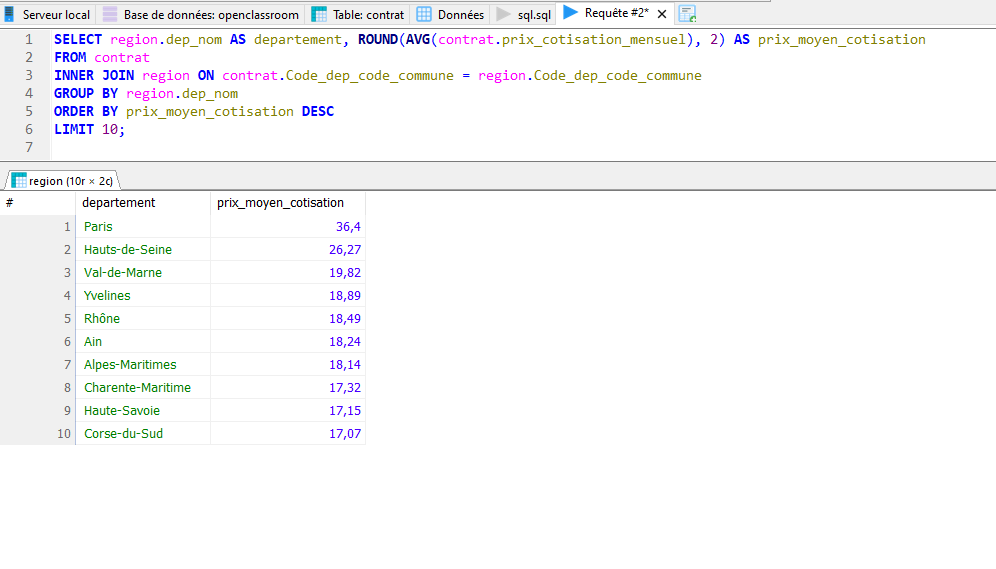 Serveur local Base de données: openclassroom Table: contrat Données sql.sql Requête #2*
1 SELECT region.dep_nom AS departement, ROUND(AVG(contrat.prix_cotisation_mensuel), 2) AS prix_moyen_cotisation
2 FROM contrat
3 INNER JOIN region ON contrat.Code_dep_code_commune = region.Code_dep_code_commune
4 GROUP BY region.dep_nom
5 ORDER BY prix_moyen_cotisation DESC
6 LIMIT 10;
7
region (10r × 2c)
# departement prix_moyen_cotisation
1 Paris 36,4
2 Hauts-de-Seine 26,27
3 Val-de-Marne 19,82
4 Yvelines 18,89
5 Rhône 18,49
6 Ain 18,24
7 Alpes-Maritimes 18,14
8 Charente-Maritime 17,32
9 Haute-Savoie 17,15
10 Corse-du-Sud 17,07